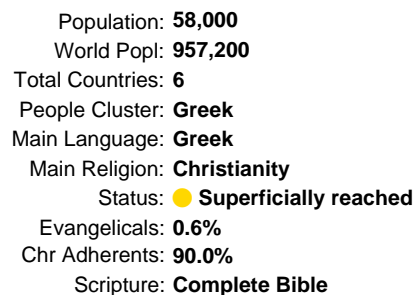 Population: 58,000
World Popl: 957,200
Total Countries: 6
People Cluster: Greek
Main Language: Greek
Main Religion: Christianity
Status: Superficially reached
Evangelicals: 0.6%
Chr Adherents: 90.0%
Scripture: Complete Bible